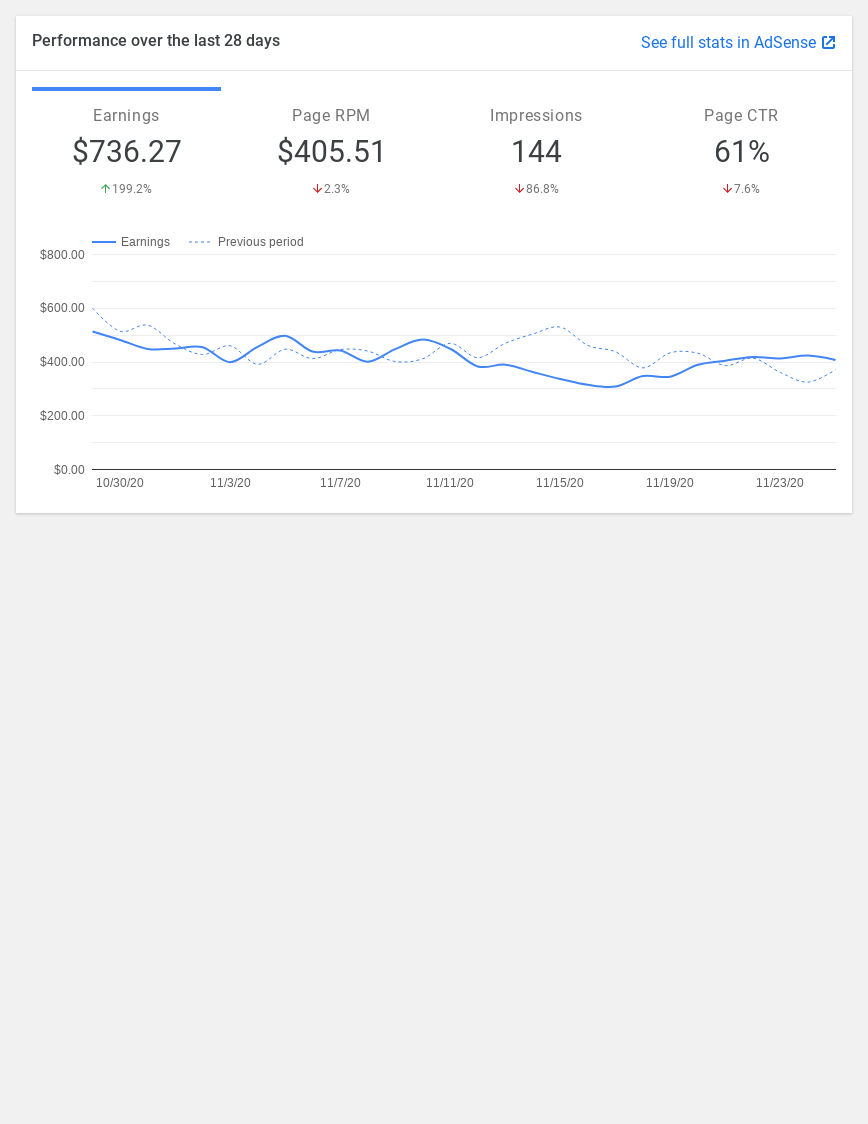 Performance over the last 28 days
See full stats in AdSense
Earnings
Page RPM
Impressions
Page CTR
$736.27
$405.51
144
61%
199.2%
2.3%
86.8%
7.6%
Earnings
Previous period
$800.00
$600.00
$400.00
$200.00
$0.00
10/30/20
11/3/20
11/7/20
11/11/20
11/15/20
11/19/20
11/23/20